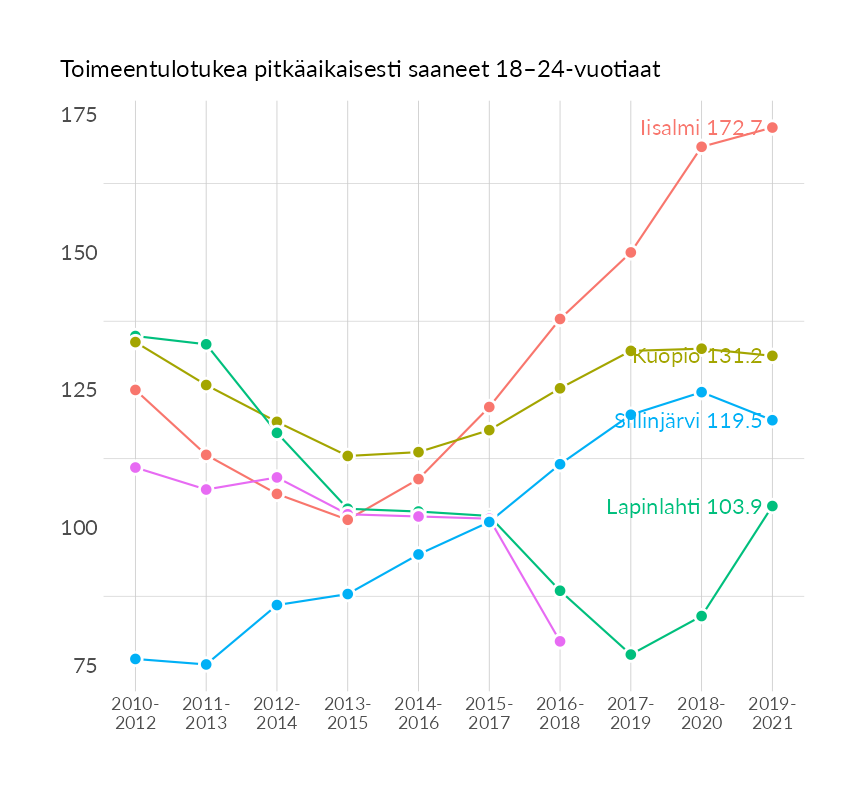 Toimeentulotukea pitkäaikaisesti saaneet 18–24-vuotiaat
175
Iisalmi 172.7
150
Kuopio 131.2
125
Siilinjärvi 119.5
100
Lapinlahti 103.9
75
2010- 2011- 2012- 2013- 2014- 2015- 2016- 2017- 2018- 2019-
2012 2013 2014 2015 2016 2017 2018 2019 2020 2021